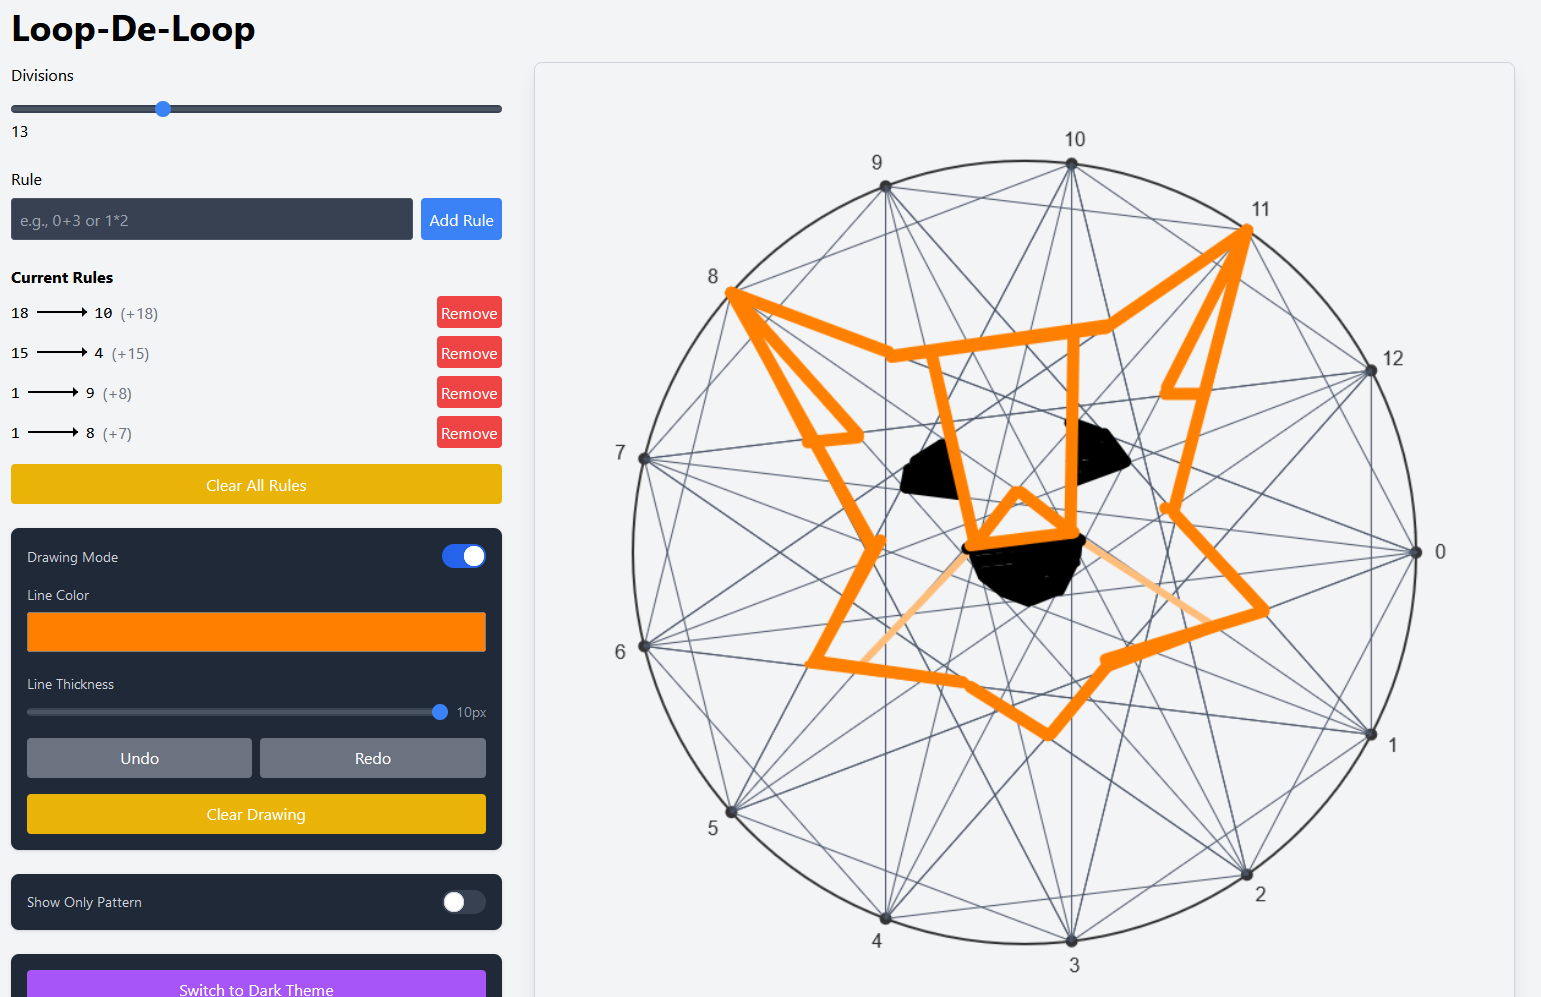 Loop-De-Loop
Divisions
13
Rule
e.g., 0+3 or 1*2
Add Rule
Current Rules
18 ⟶ 10 (+18)
Remove
15 ⟶ 4 (+15)
Remove
1 ⟶ 9 (+8)
Remove
1 ⟶ 8 (+7)
Remove
Clear All Rules
Drawing Mode
Line Color
Line Thickness
10px
Undo
Redo
Clear Drawing
Show Only Pattern
Switch to Dark Theme
10
9
11
8
12
7
0
6
1
5
2
4
3